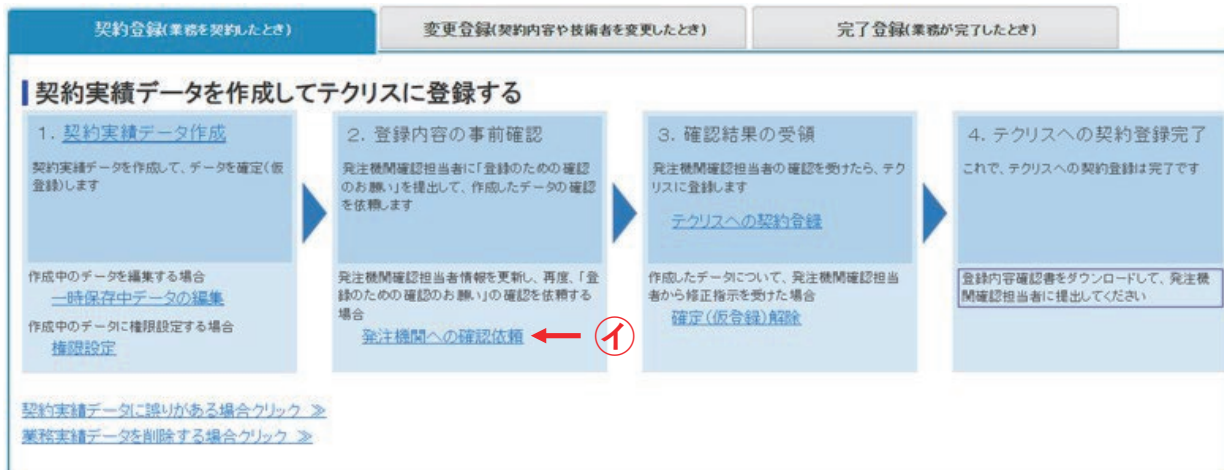 契約登録(業務を契約したとき)
変更登録(契約内容や技術者を変更したとき)
完了登録(業務が完了したとき)
契約実績データを作成してテクリスに登録する
1. 契約実績データ作成
契約実績データを作成して、データを確定(仮
登録)します
作成中のデータを編集する場合
一時保存中データの編集
作成中のデータに権限設定する場合
権限設定
2. 登録内容の事前確認
発注機関確認担当者に「登録のための確認
のお願い」を提出して、作成したデータの確認
を依頼します
発注機関確認担当者情報を更新し、再度、「登
録のための確認のお願い」の確認を依頼する
場合
発注機関への確認依頼
イ
3. 確認結果の受領
発注機関確認担当者の確認を受けたら、テク
リスに登録します
テクリスへの契約登録
作成したデータについて、発注機関確認担当
者から修正指示を受けた場合
確定(仮登録)解除
4. テクリスへの契約登録完了
これで、テクリスへの契約登録は完了です
登録内容確認書をダウンロードして、発注機
関確認担当者に提出してください
契約実績データに誤りがある場合クリック ≫
業務実績データを削除する場合クリック ≫